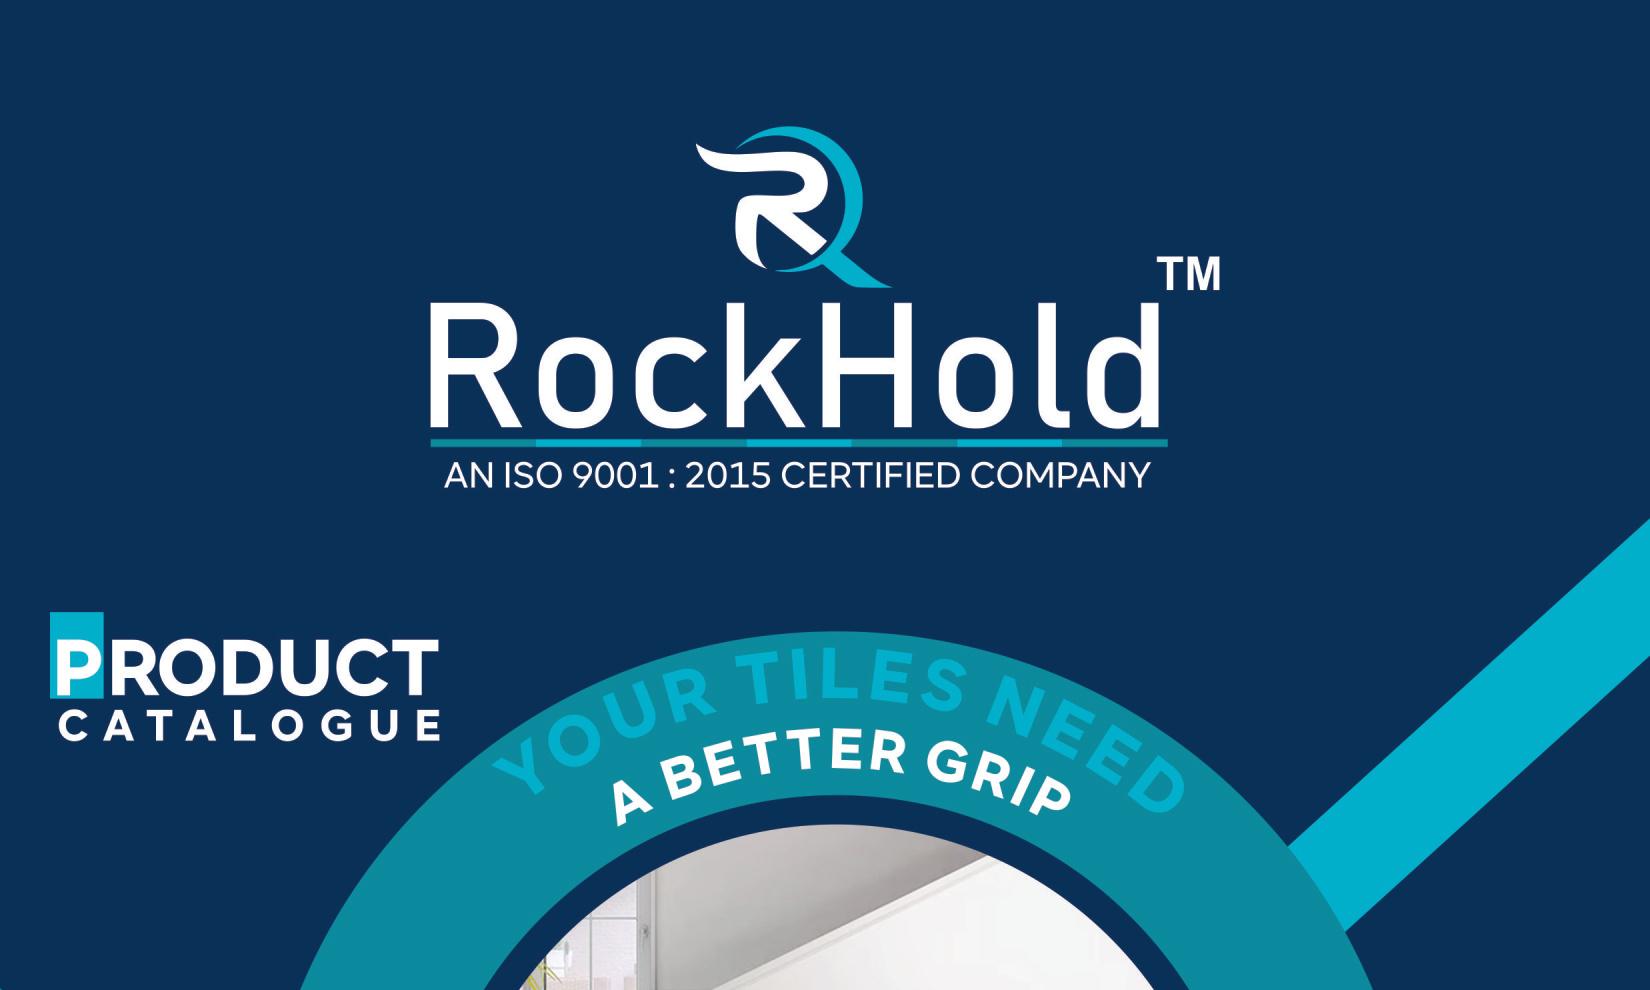 RockHold TM
AN ISO 9001 : 2015 CERTIFIED COMPANY
PRODUCT
CATALOGUE
YOUR TILES NEED
A BETTER GRIP